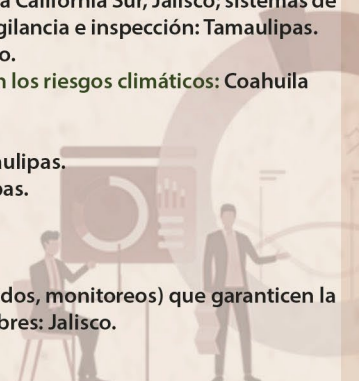 a California Sur, Jalisco, sistemas de
gilancia e inspección: Tamaulipas.
o.
n los riesgos climáticos: Coahuila
aulipas.
pas.
dos, monitoreos) que garanticen la
bres: Jalisco.